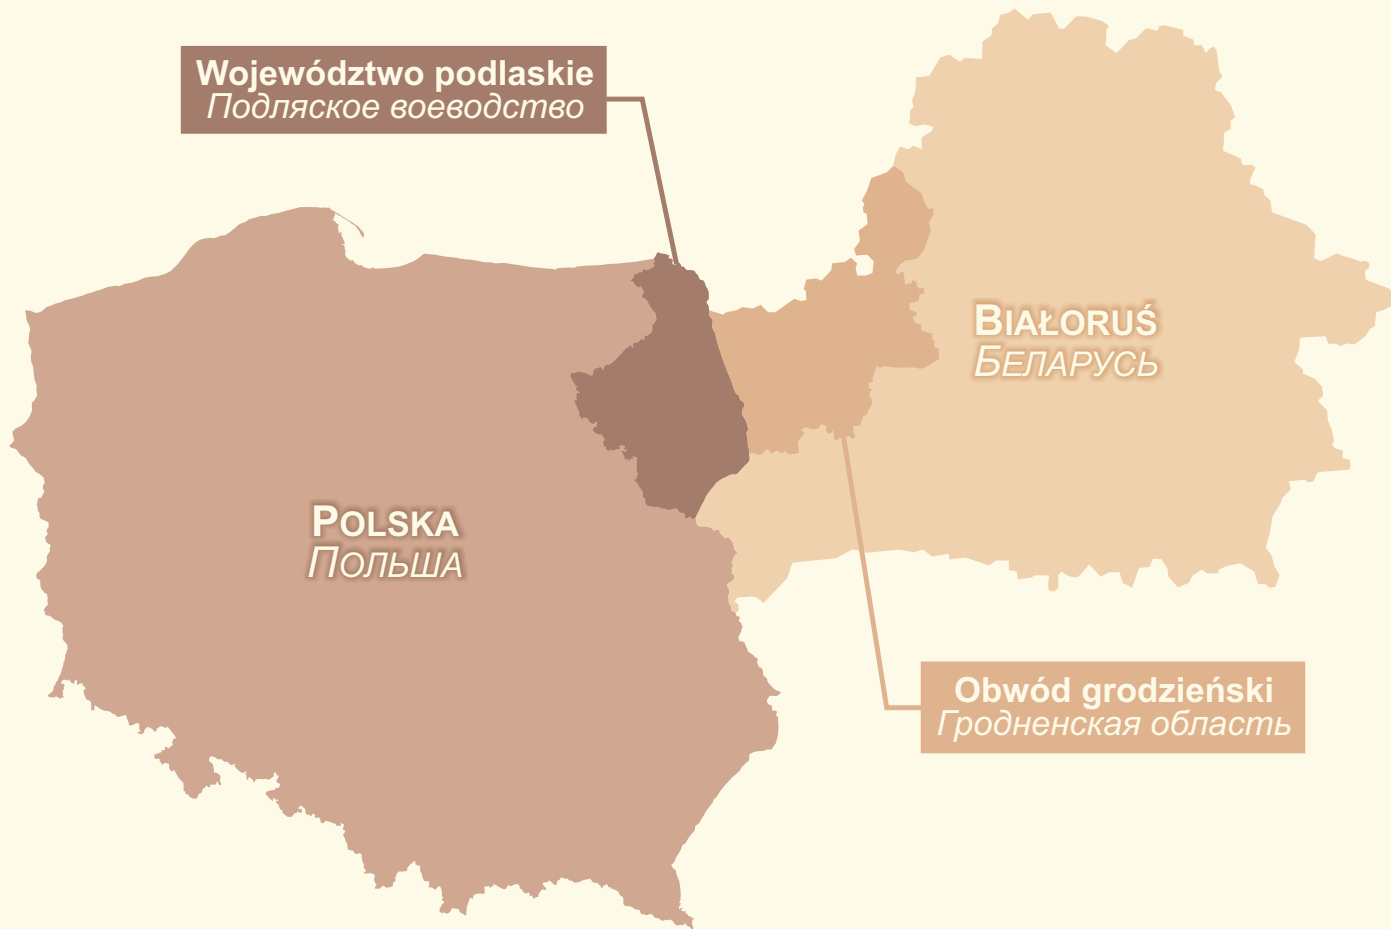 Województwo podlaskie
Подляское воеводство
BIAŁORUŚ
БЕЛАРУСЬ
POLSKA
ПОЛЬША
Obwód grodzieński
Гродненская область